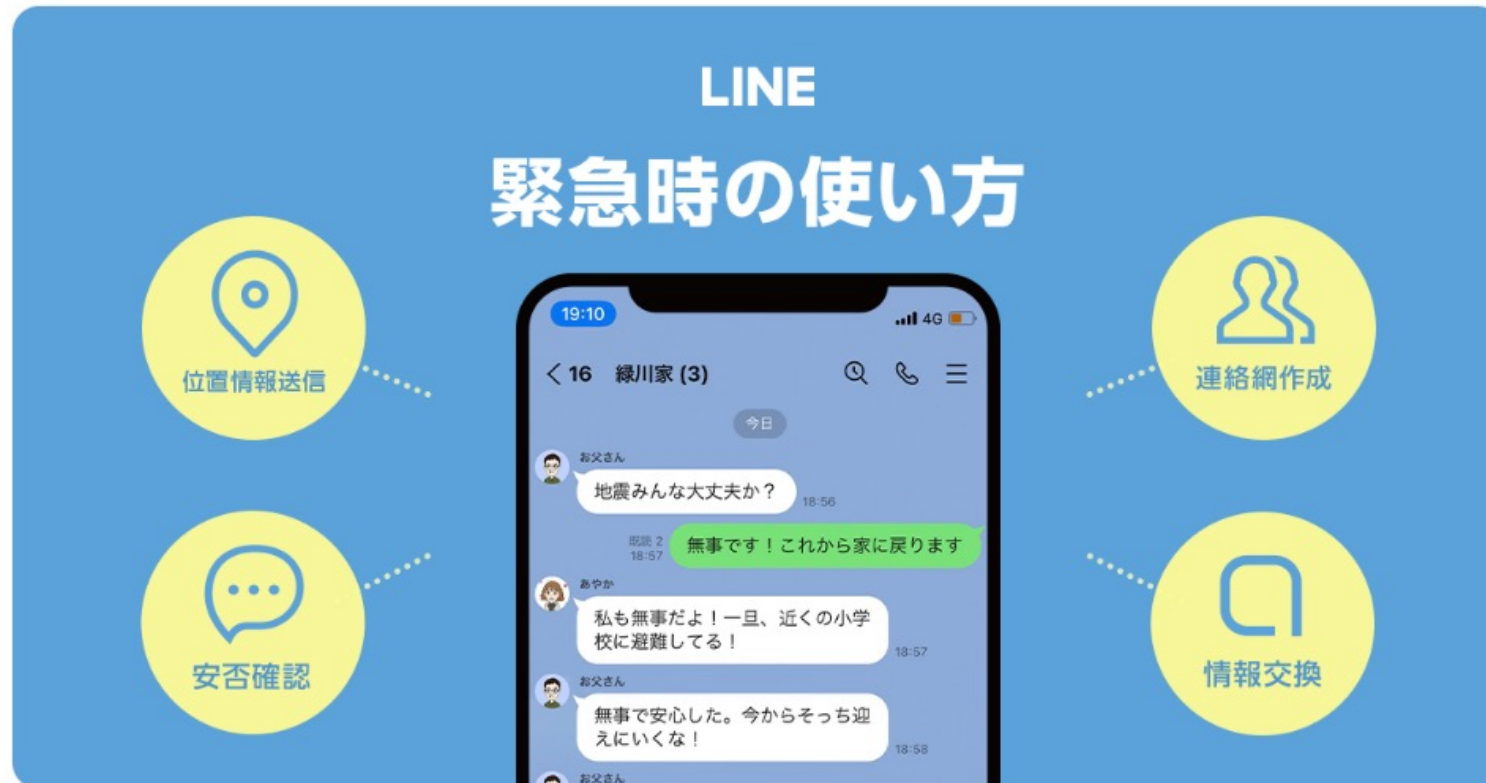 LINE
緊急時の使い方
位置情報送信
安否確認
連絡網作成
情報交換
19:10
4G
16 緑川家 (3)
今日
お父さん
地震みんな大丈夫か？
18:56
既読 2
18:57
無事です！これから家に戻ります
あやか
私も無事だよ！一旦、近くの小学
校に避難してる！
18:57
お父さん
無事で安心した。今からそっち迎
えにいくな！
18:58
お父さん